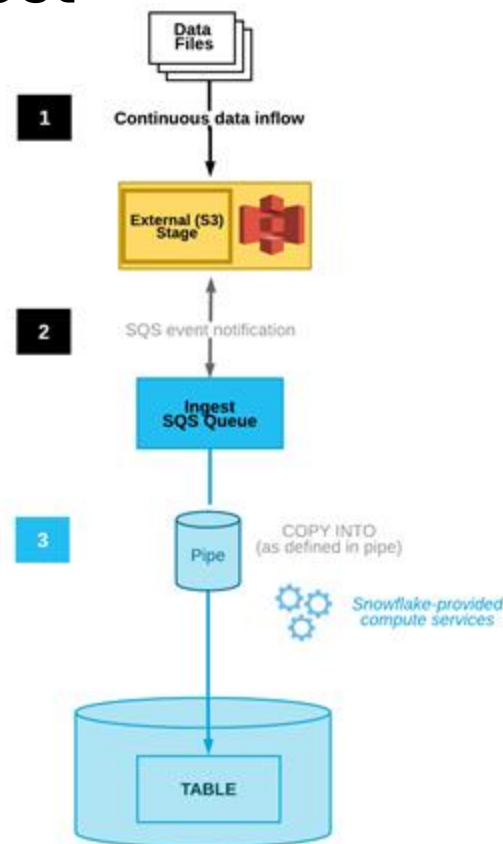 Data
Files
1
Continuous data inflow
External (S3)
Stage
2
SQS event notification
Ingest
SQS Queue
3
Pipe
COPY INTO
(as defined in pipe)
Snowflake-provided
compute services
TABLE